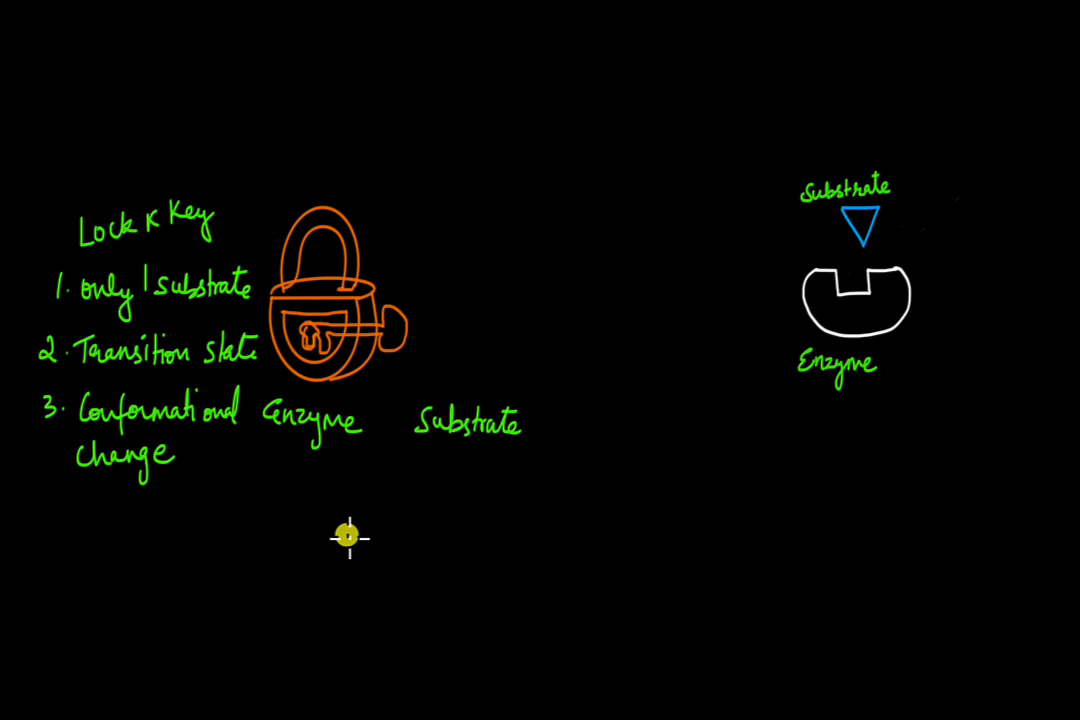 Lock & Key
1. only 1 substrate
2. Transition state
3. Conformational
change
Enzyme
Substrate
Substrate
Enzyme